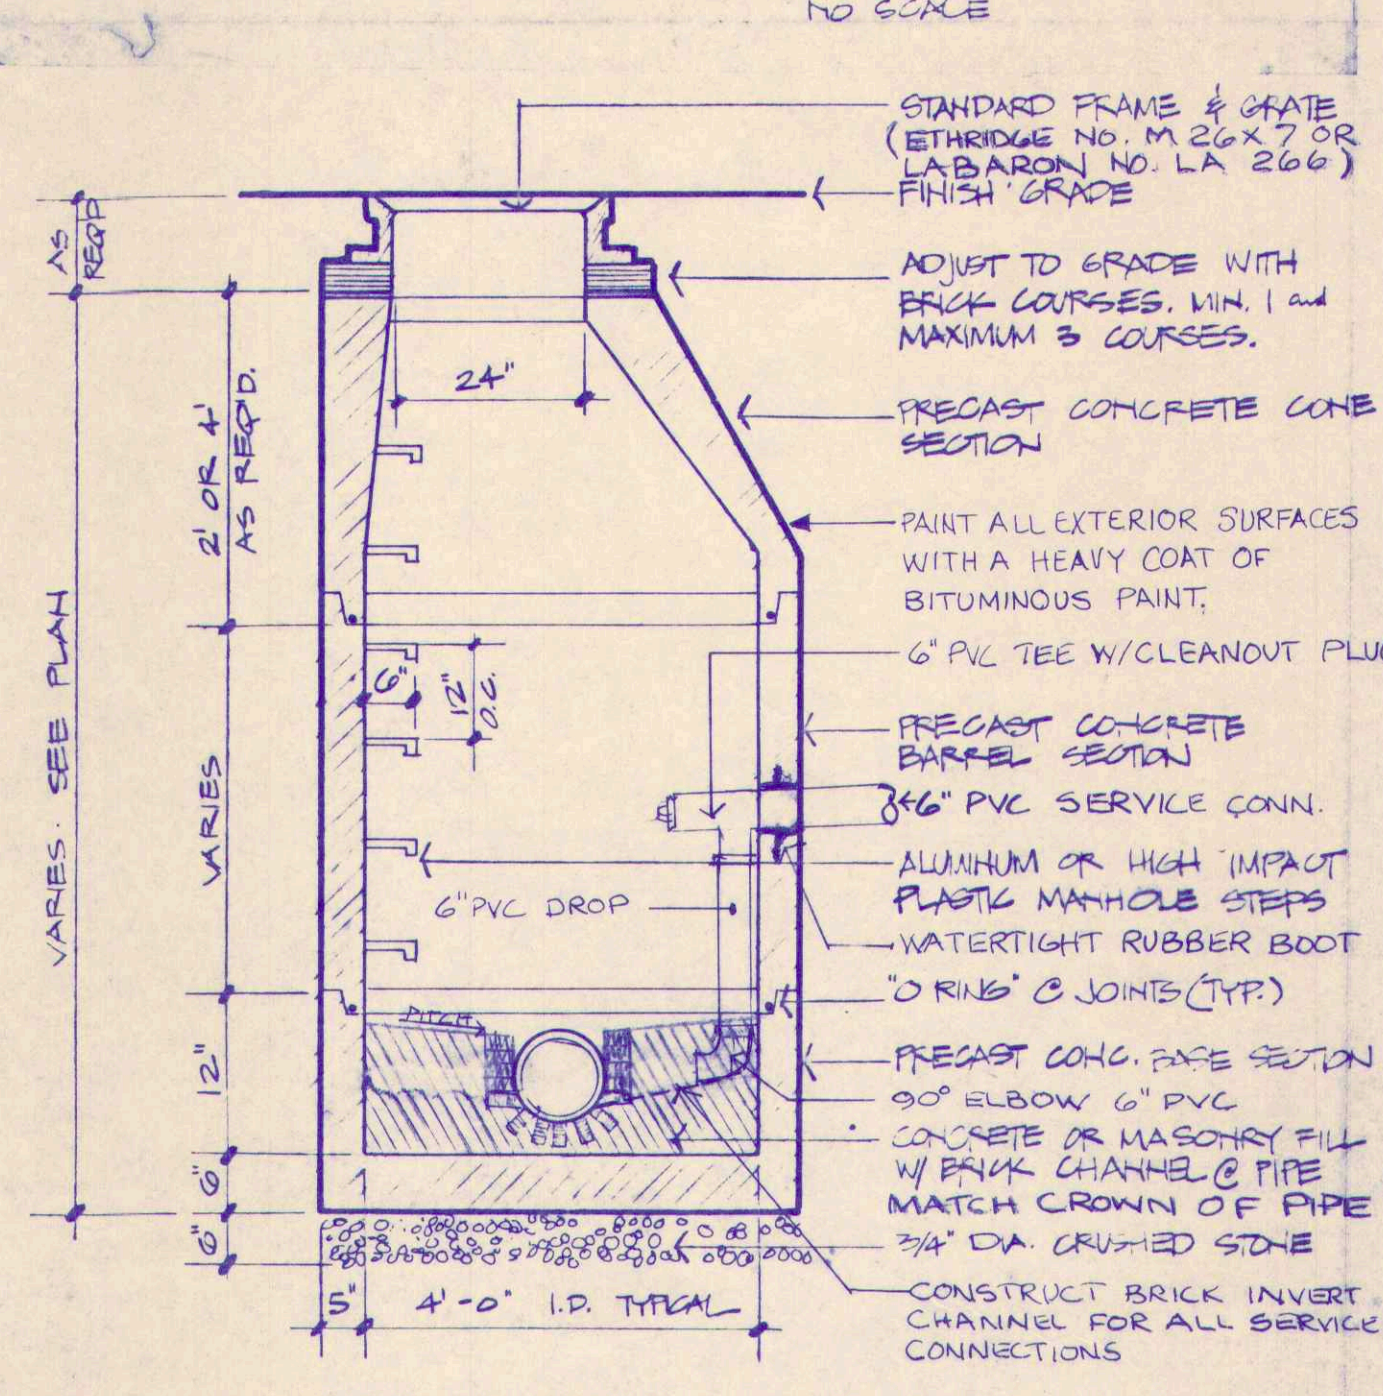 NO SCALE
STANDARD FRAME & GRATE
(ETHRIDGE NO. M 26X7 OR
LABARON NO. LA 266)
FINISH GRADE
ADJUST TO GRADE WITH
BRICK COURSES. MIN. 1 and
MAXIMUM 3 COURSES.
PRECAST CONCRETE CONE
SECTION
PAINT ALL EXTERIOR SURFACES
WITH A HEAVY COAT OF
BITUMINOUS PAINT.
6" PVC TEE W/CLEANOUT PLUG
PRECAST CONCRETE
BARREL SECTION
6" PVC SERVICE CONN.
ALUMINUM OR HIGH IMPACT
PLASTIC MANHOLE STEPS
WATERTIGHT RUBBER BOOT
"O RING" @ JOINTS (TYP.)
PRECAST CONC. BASE SECTION
90° ELBOW 6" PVC
CONCRETE OR MASONRY FILL
W/ BRICK CHANNEL @ PIPE
MATCH CROWN OF PIPE
3/4" DIA. CRUSHED STONE
CONSTRUCT BRICK INVERT
CHANNEL FOR ALL SERVICE
CONNECTIONS
AS
REQ'D
VARIES. SEE PLAN
2' OR 4'
AS REQ'D.
VARIES
12"
6"
6"
24"
6"
12"
O.C.
6" PVC DROP
PITCH
5"
4'-0" I.D. TYPICAL